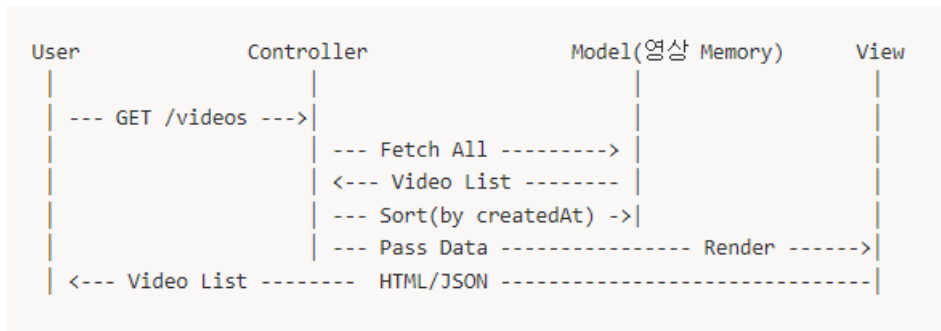 User Controller Model(영상 Memory) View
| | | |
| --- GET /videos --->| | |
| | --- Fetch All ---------> | |
| | <--- Video List -------- | |
| | --- Sort(by createdAt) ->| |
| | --- Pass Data ---------------- Render ------>|
| <--- Video List -------- HTML/JSON --------------------------------|